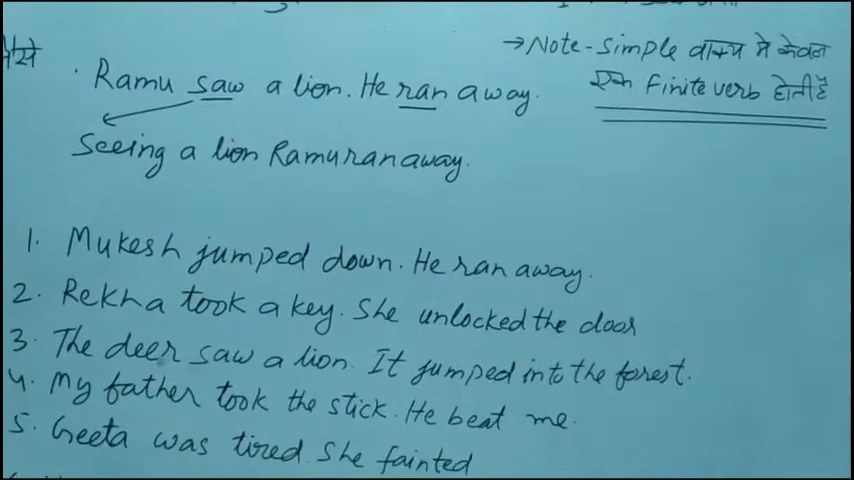 जैसे
→ Note - simple वाक्य मे केवल
एक Finite verb होती है
Ramu saw a lion. He ran away.
Seeing a lion Ramu ran away.
1. Mukesh jumped down. He ran away.
2. Rekha took a key. She unlocked the door
3. The deer saw a lion. It jumped into the forest.
4. My father took the stick. He beat me.
5. Geeta was tired. She fainted